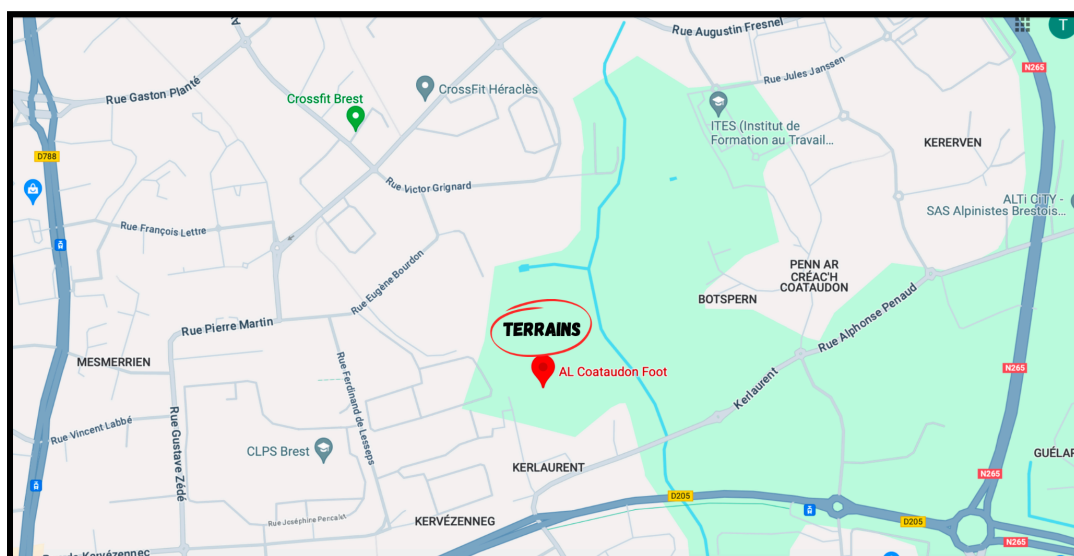 Rue Augustin Fresnel
T
N265
Rue Jules Janssen
Rue Gaston Planté
CrossFit Héraclès
Crossfit Brest
ITES (Institut de
Formation au Travail...
KERERVEN
D788
Rue Victor Grignard
ALTi CITY -
SAS Alpinistes Brestois...
Rue François Lettre
Rue Eugène Bourdon
PENN AR
CRÉAC'H
COATAUDON
BOTSPERN
Rue Pierre Martin
TERRAINS
Rue Alphonse Penaud
MESMERRIEN
AL Coataudon Foot
N265
Rue Ferdinand de Lesseps
Kerlaurent
Rue Vincent Labbé
Rue Gustave Zédé
CLPS Brest
KERLAURENT
GUÉLAR
N265
D205
Rue Joséphine Pencalet
KERVÉZENNEG
D205
N265
de Kervézennec